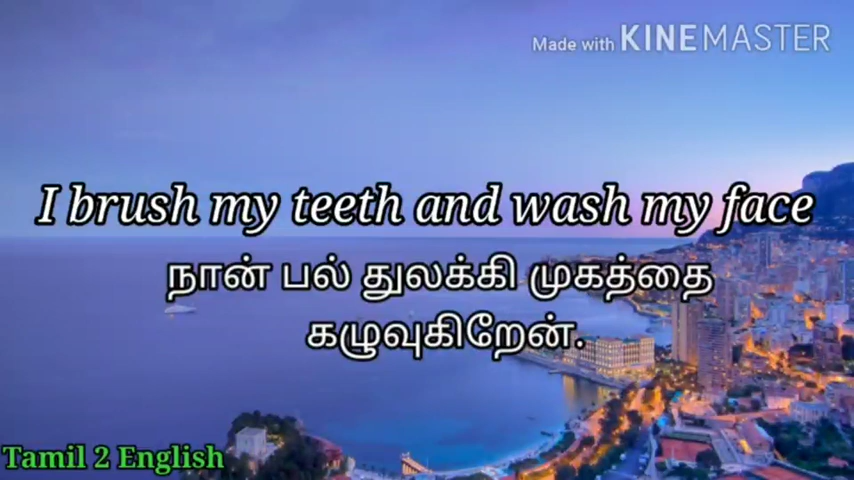 Made with KINEMASTER
I brush my teeth and wash my face
நான் பல் துலக்கி முகத்தை
கழுவுகிறேன்.
Tamil 2 English